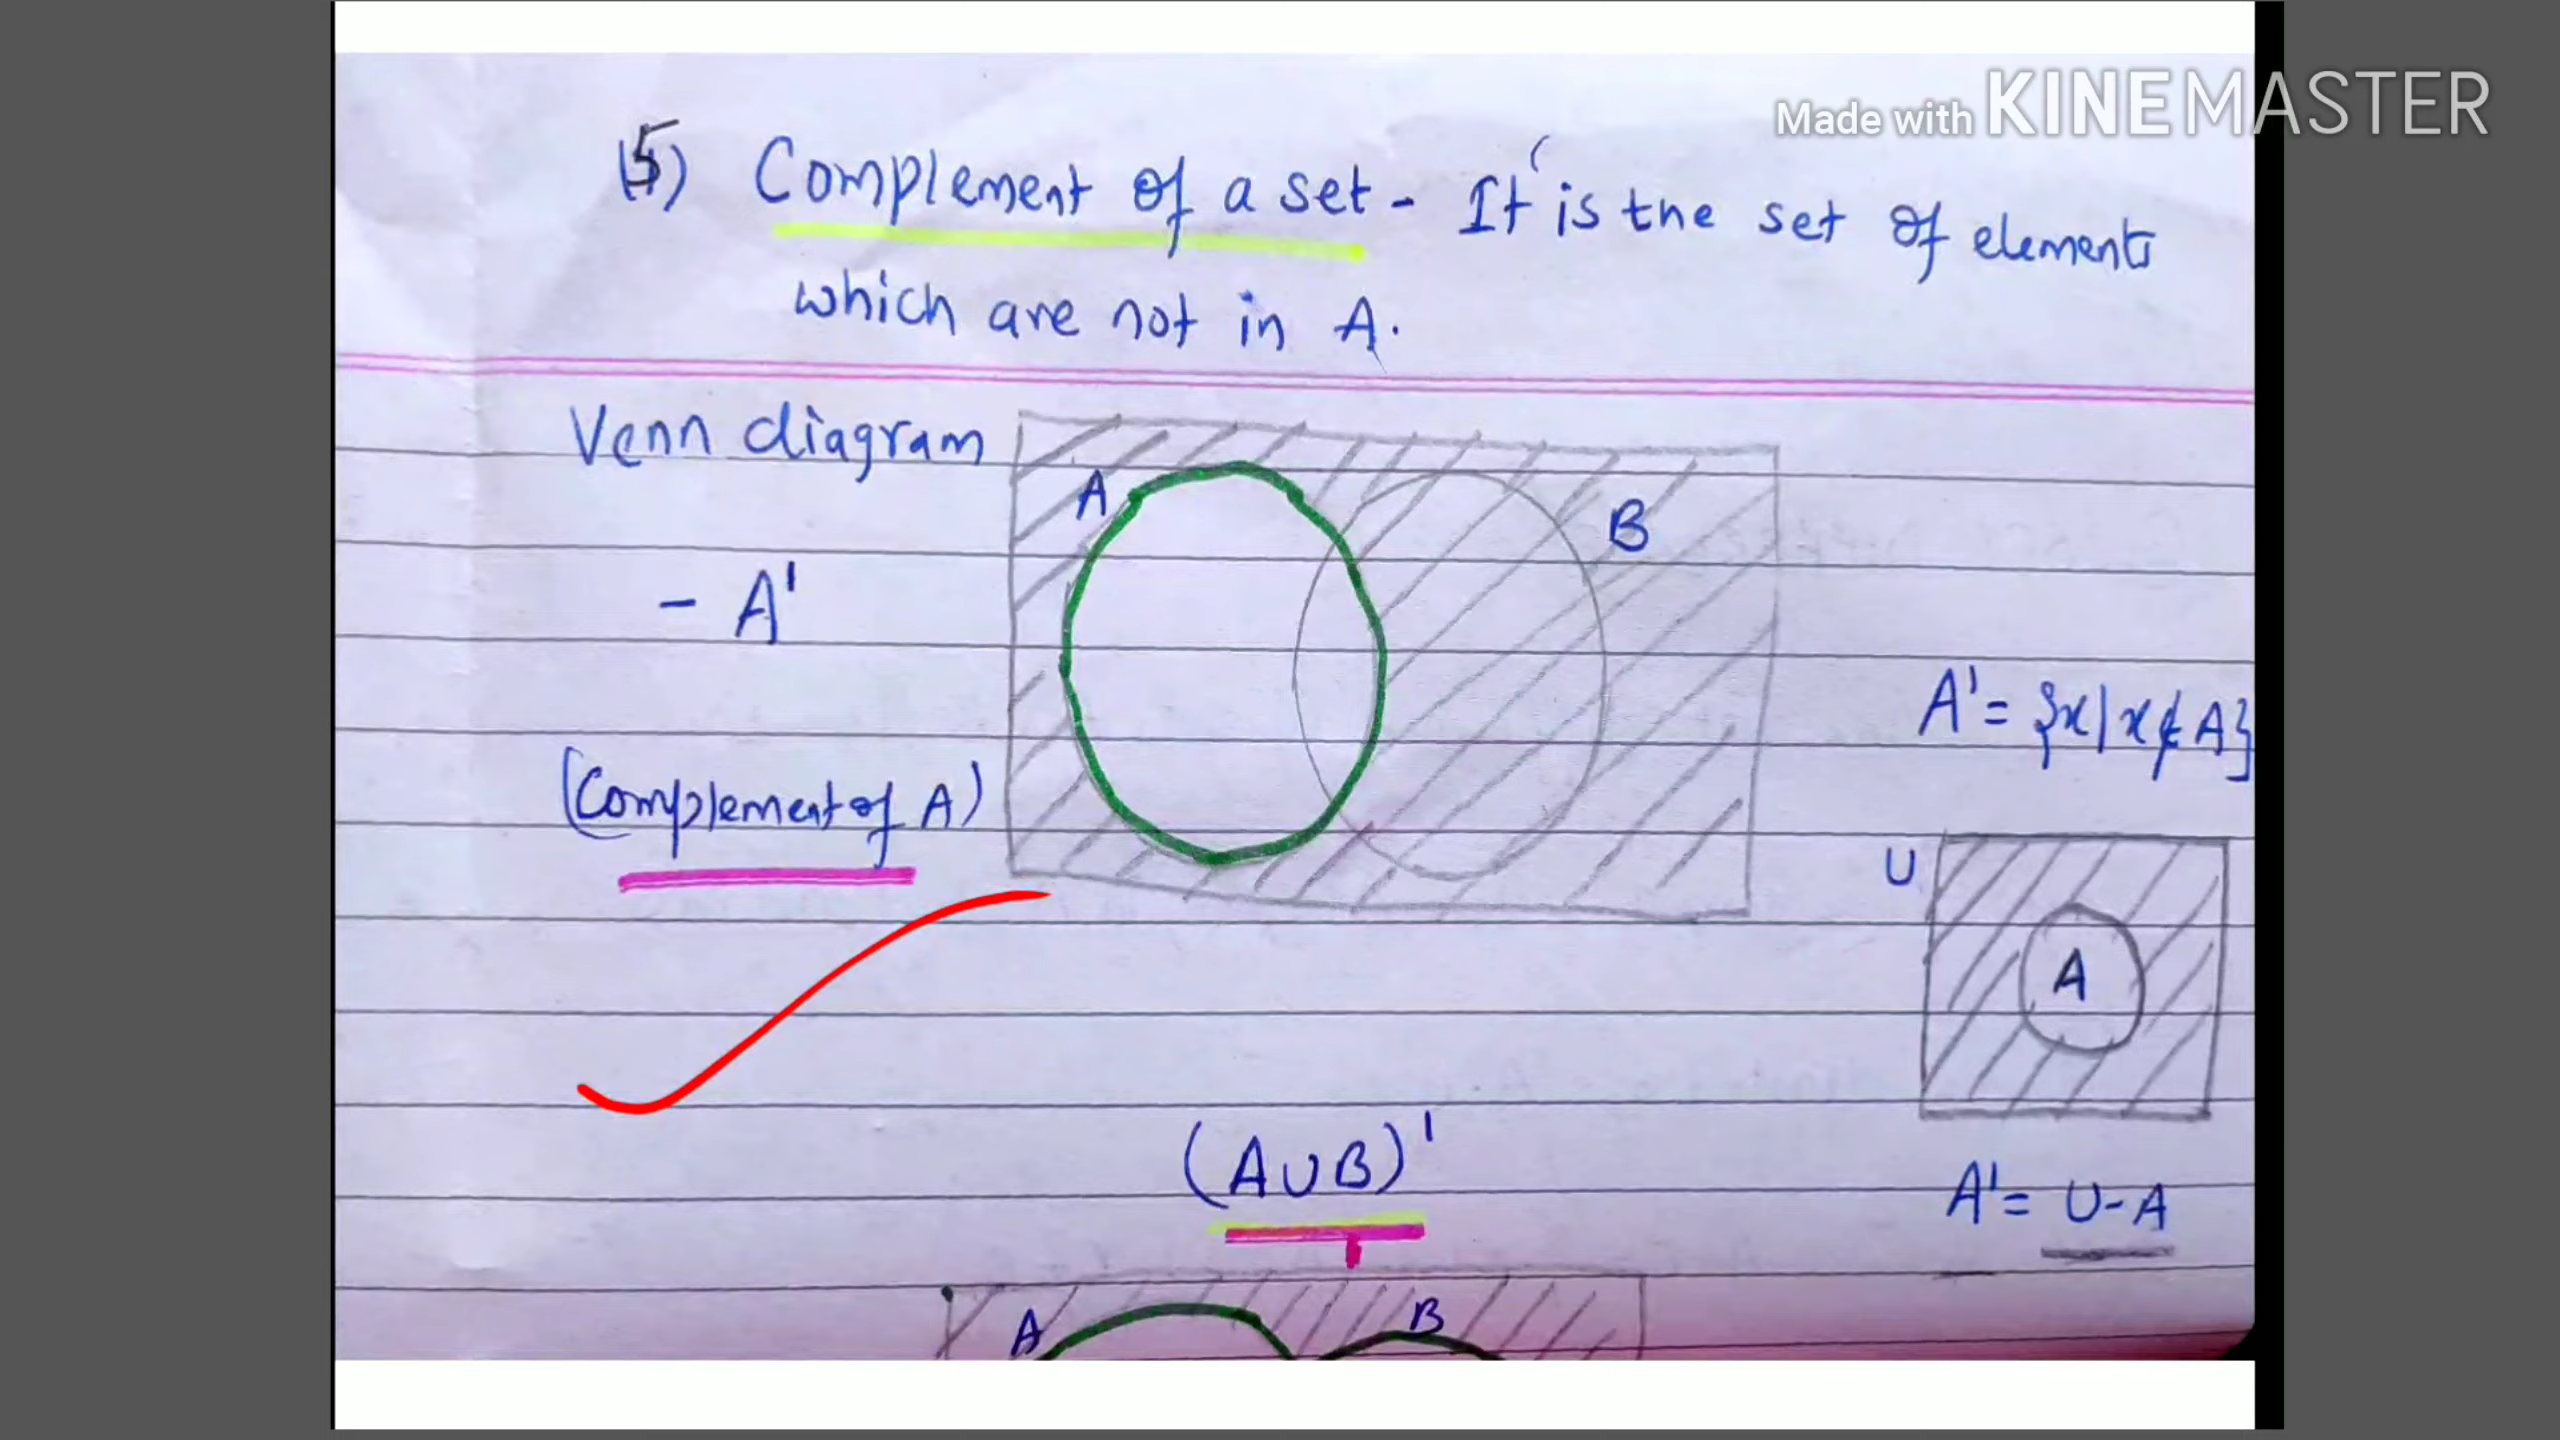 Made with KINEMASTER
(5) Complement of a set - It is the set of elements
which are not in A.
Venn diagram
A
B
- A'
A' = {x | x ∉ A}
(Complement of A)
U
A
(A∪B)'
A' = U - A
A
B